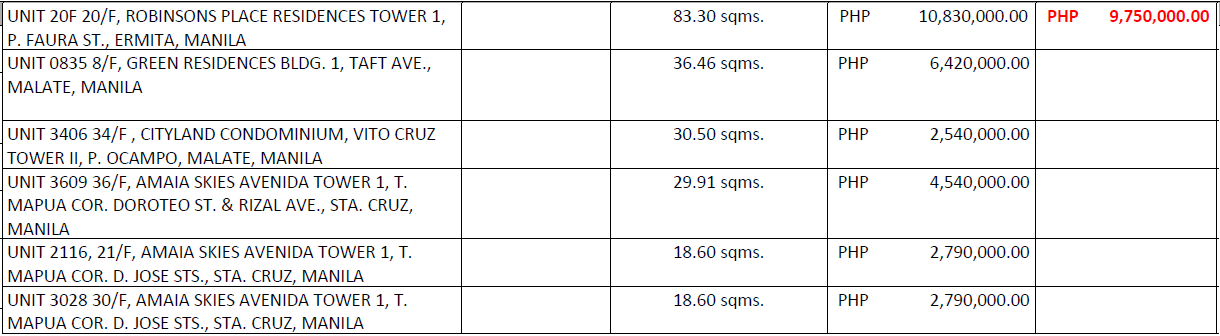 UNIT 20F 20/F, ROBINSONS PLACE RESIDENCES TOWER 1, 83.30 sqms. PHP 10,830,000.00 PHP 9,750,000.00
P. FAURA ST., ERMITA, MANILA
UNIT 0835 8/F, GREEN RESIDENCES BLDG. 1, TAFT AVE., 36.46 sqms. PHP 6,420,000.00
MALATE, MANILA
UNIT 3406 34/F , CITYLAND CONDOMINIUM, VITO CRUZ 30.50 sqms. PHP 2,540,000.00
TOWER II, P. OCAMPO, MALATE, MANILA
UNIT 3609 36/F, AMAIA SKIES AVENIDA TOWER 1, T. 29.91 sqms. PHP 4,540,000.00
MAPUA COR. DOROTEO ST. & RIZAL AVE., STA. CRUZ,
MANILA
UNIT 2116, 21/F, AMAIA SKIES AVENIDA TOWER 1, T. 18.60 sqms. PHP 2,790,000.00
MAPUA COR. D. JOSE STS., STA. CRUZ, MANILA
UNIT 3028 30/F, AMAIA SKIES AVENIDA TOWER 1, T. 18.60 sqms. PHP 2,790,000.00
MAPUA COR. D. JOSE STS., STA. CRUZ, MANILA